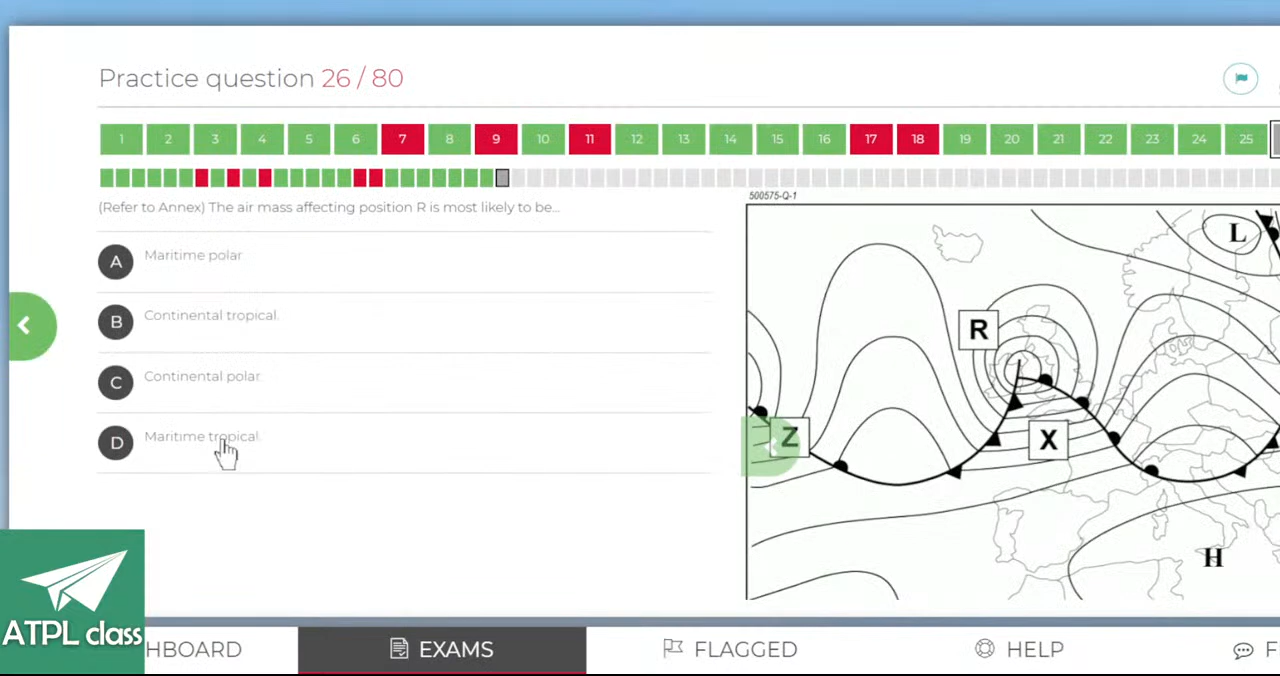 Practice question 26 / 80
1 2 3 4 5 6 7 8 9 10 11 12 13 14 15 16 17 18 19 20 21 22 23 24 25
500575-Q-1
(Refer to Annex) The air mass affecting position R is most likely to be...
A Maritime polar
B Continental tropical.
C Continental polar
D Maritime tropical.
L
R
Z
X
H
ATPL class
HBOARD
EXAMS
FLAGGED
HELP
F